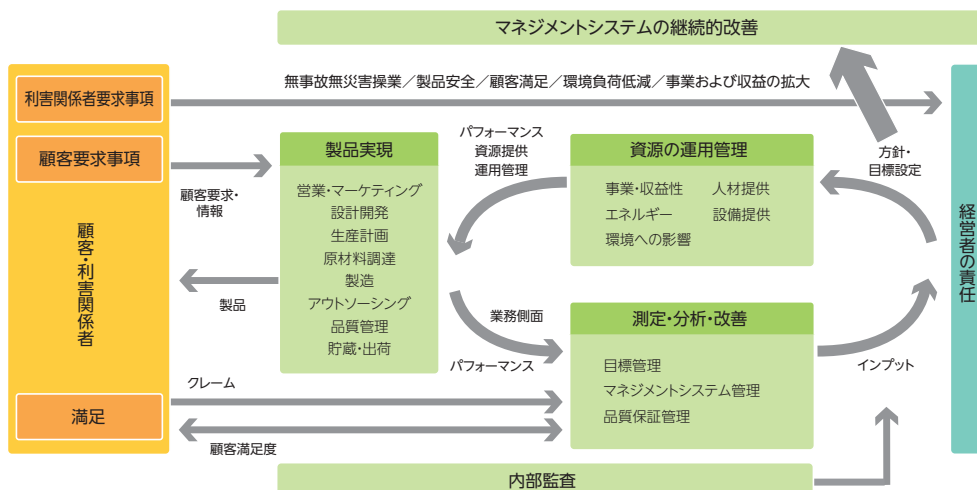 マネジメントシステムの継続的改善
無事故無災害操業／製品安全／顧客満足／環境負荷低減／事業および収益の拡大
利害関係者要求事項
顧客要求事項
顧客・利害関係者
満足
顧客要求・
情報
製品
クレーム
顧客満足度
製品実現
営業・マーケティング
設計開発
生産計画
原材料調達
製造
アウトソーシング
品質管理
貯蔵・出荷
パフォーマンス
資源提供
運用管理
業務側面
パフォーマンス
資源の運用管理
事業・収益性 人材提供
エネルギー 設備提供
環境への影響
測定・分析・改善
目標管理
マネジメントシステム管理
品質保証管理
方針・
目標設定
インプット
経営者の責任
内部監査